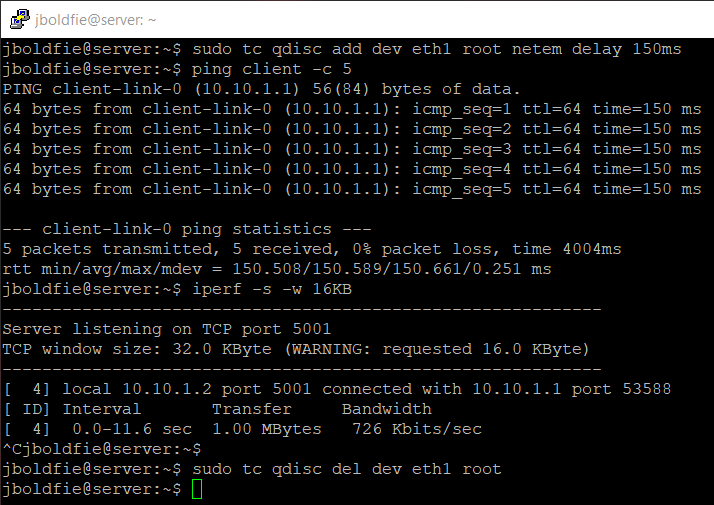 jboldfie@server: ~
jboldfie@server:~$ sudo tc qdisc add dev eth1 root netem delay 150ms
jboldfie@server:~$ ping client -c 5
PING client-link-0 (10.10.1.1) 56(84) bytes of data.
64 bytes from client-link-0 (10.10.1.1): icmp_seq=1 ttl=64 time=150 ms
64 bytes from client-link-0 (10.10.1.1): icmp_seq=2 ttl=64 time=150 ms
64 bytes from client-link-0 (10.10.1.1): icmp_seq=3 ttl=64 time=150 ms
64 bytes from client-link-0 (10.10.1.1): icmp_seq=4 ttl=64 time=150 ms
64 bytes from client-link-0 (10.10.1.1): icmp_seq=5 ttl=64 time=150 ms
--- client-link-0 ping statistics ---
5 packets transmitted, 5 received, 0% packet loss, time 4004ms
rtt min/avg/max/mdev = 150.508/150.589/150.661/0.251 ms
jboldfie@server:~$ iperf -s -w 16KB
------------------------------------------------------------
Server listening on TCP port 5001
TCP window size: 32.0 KByte (WARNING: requested 16.0 KByte)
------------------------------------------------------------
[  4] local 10.10.1.2 port 5001 connected with 10.10.1.1 port 53588
[ ID] Interval       Transfer     Bandwidth
[  4]  0.0-11.6 sec  1.00 MBytes   726 Kbits/sec
^Cjboldfie@server:~$
jboldfie@server:~$ sudo tc qdisc del dev eth1 root
jboldfie@server:~$